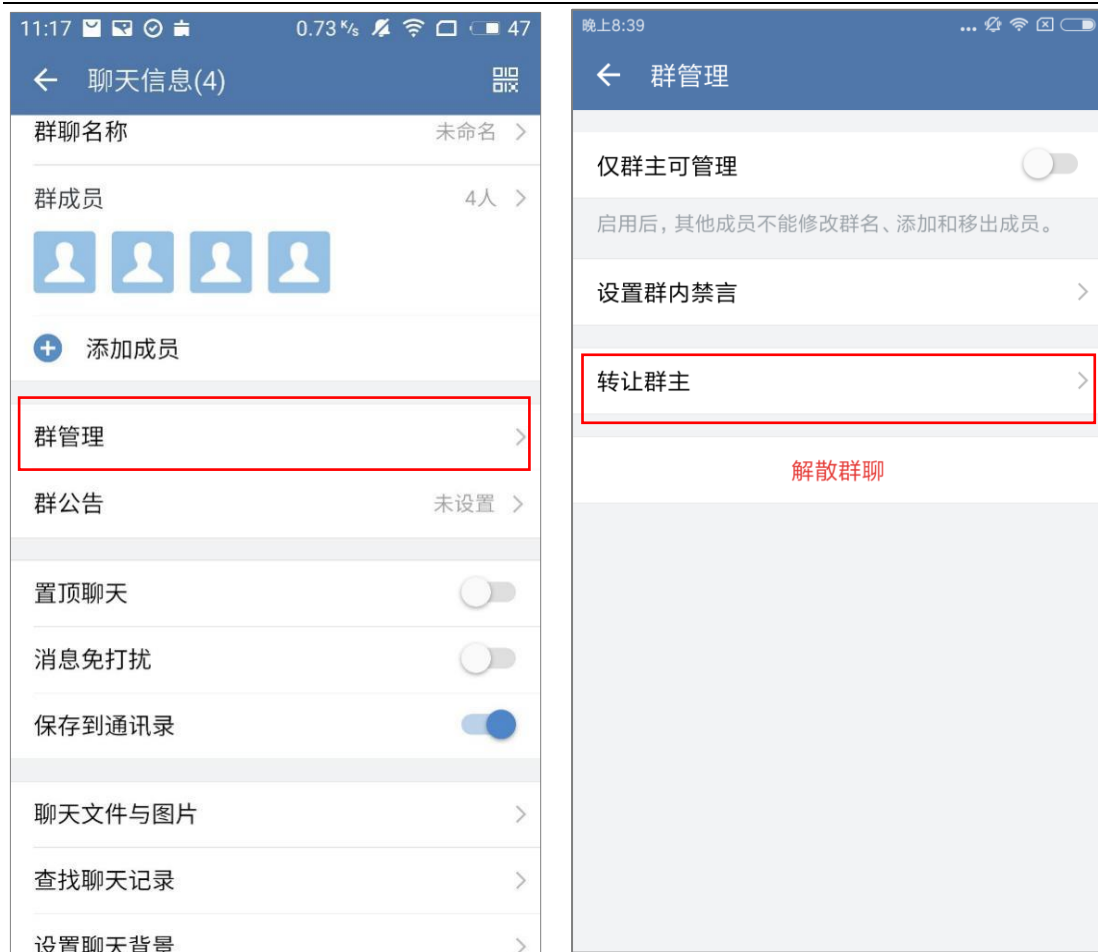 11:17 0.73 K/s 47
聊天信息(4)
群聊名称 未命名
群成员 4人
添加成员
群管理
群公告 未设置
置顶聊天
消息免打扰
保存到通讯录
聊天文件与图片
查找聊天记录
设置聊天背景
晚上8:39 ...
群管理
仅群主可管理
启用后，其他成员不能修改群名、添加和移出成员。
设置群内禁言
转让群主
解散群聊